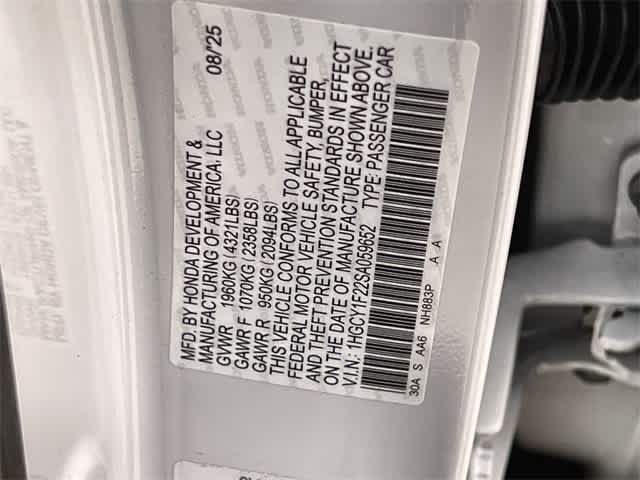 MFD. BY HONDA DEVELOPMENT & 08/25
MANUFACTURING OF AMERICA, LLC
GVWR 1960KG (4321LBS)
GAWR F 1070KG (2358LBS)
GAWR R 950KG (2094LBS)
THIS VEHICLE CONFORMS TO ALL APPLICABLE
FEDERAL MOTOR VEHICLE SAFETY, BUMPER,
AND THEFT PREVENTION STANDARDS IN EFFECT
ON THE DATE OF MANUFACTURE SHOWN ABOVE.
V.I.N.: 1HGCY1F22SA059652 TYPE: PASSENGER CAR
30A S AA6 NH883P A A